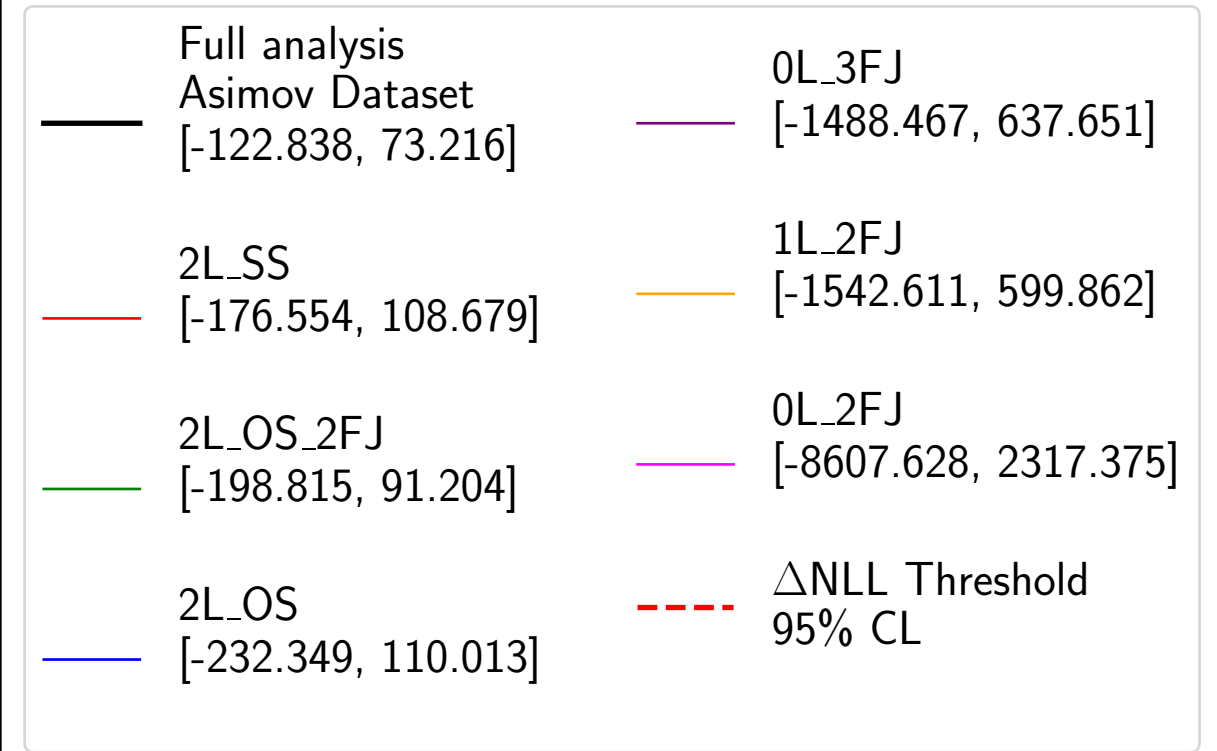 Full analysis
Asimov Dataset
[-122.838, 73.216]
2L_SS
[-176.554, 108.679]
2L_OS_2FJ
[-198.815, 91.204]
2L_OS
[-232.349, 110.013]
0L_3FJ
[-1488.467, 637.651]
1L_2FJ
[-1542.611, 599.862]
0L_2FJ
[-8607.628, 2317.375]
ΔNLL Threshold
95% CL